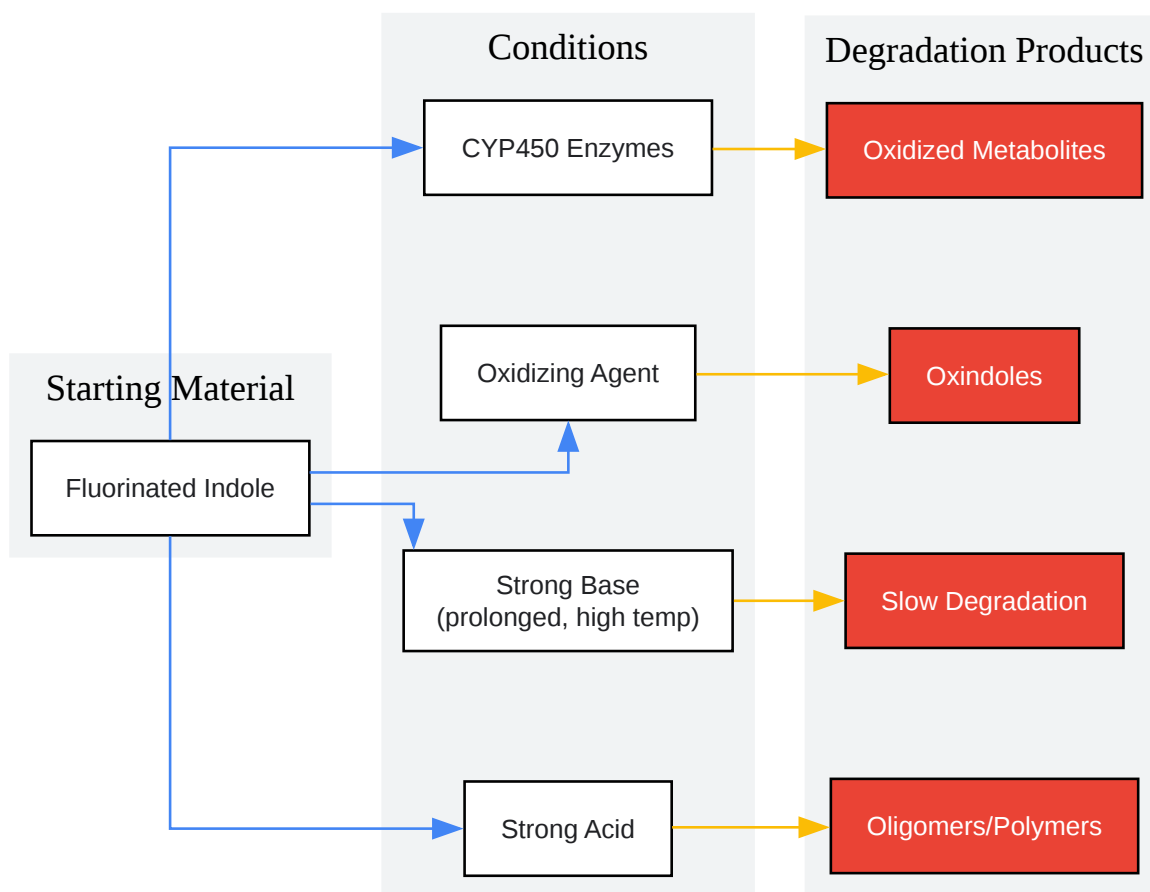 Conditions
Degradation Products
CYP450 Enzymes
Oxidized Metabolites
Oxidizing Agent
Oxindoles
Starting Material
Fluorinated Indole
Strong Base
(prolonged, high temp)
Slow Degradation
Strong Acid
Oligomers/Polymers